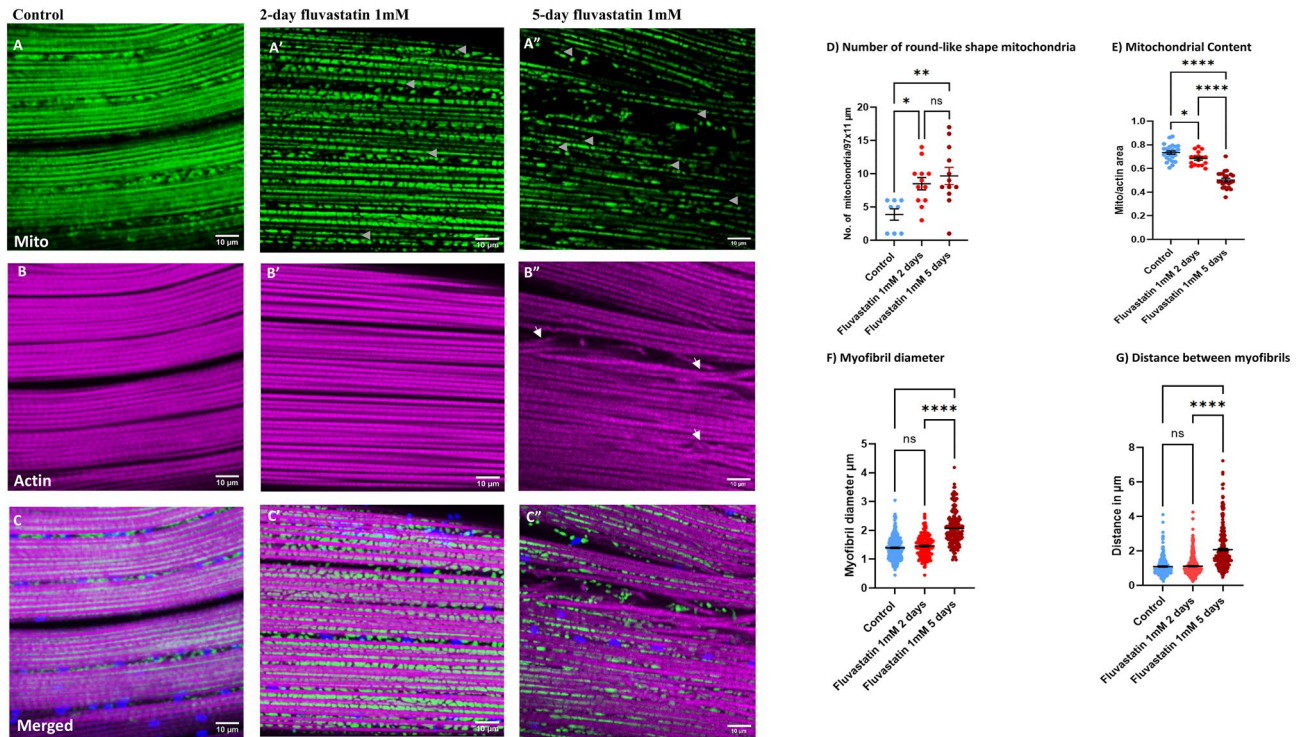 Control
2-day fluvastatin 1mM
5-day fluvastatin 1mM
A
Mito
10 µm
A'
10 µm
A"
10 µm
B
Actin
10 µm
B'
10 µm
B"
10 µm
C
Merged
10 µm
C'
10 µm
C"
10 µm
D) Number of round-like shape mitochondria
No. of mitochondria/97x11 µm
20
15
10
5
0
**
*
ns
Control
Fluvastatin 1mM 2 days
Fluvastatin 1mM 5 days
E) Mitochondrial Content
Mito/actin area
1.0
0.8
0.6
0.4
0.2
0.0
****
****
*
Control
Fluvastatin 1mM 2 days
Fluvastatin 1mM 5 days
F) Myofibril diameter
Myofibril diameter µm
5
4
3
2
1
0
****
ns
Control
Fluvastatin 1mM 2 days
Fluvastatin 1mM 5 days
G) Distance between myofibrils
Distance in µm
8
6
4
2
0
****
ns
Control
Fluvastatin 1mM 2 days
Fluvastatin 1mM 5 days